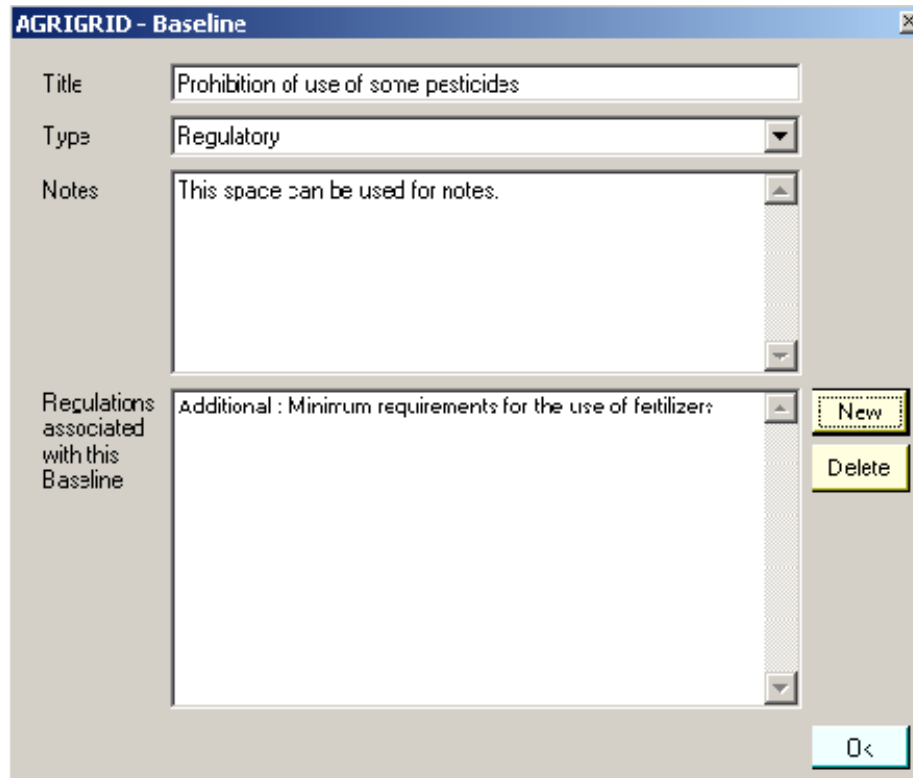 AGRIGRID - Baseline
Title
Prohibition of use of some pesticides
Type
Regulatory
Notes
This space can be used for notes.
Regulations
associated
with this
Baseline
Additional : Minimum requirements for the use of fertilizers
New
Delete
Ok